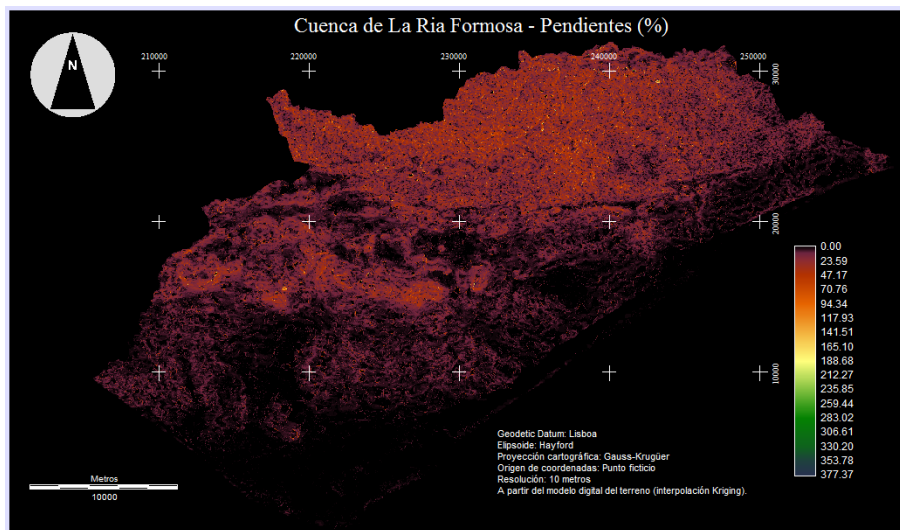 Cuenca de La Ria Formosa - Pendientes (%)
N
210000
220000
230000
240000
250000
30000
20000
10000
0.00
23.59
47.17
70.76
94.34
117.93
141.51
165.10
188.68
212.27
235.85
259.44
283.02
306.61
330.20
353.78
377.37
Geodetic Datum: Lisboa
Elipsoide: Hayford
Proyección cartográfica: Gauss-Krugüer
Origen de coordenadas: Punto ficticio
Resolución: 10 metros
A partir del modelo digital del terreno (interpolación Kriging).
Metros
10000